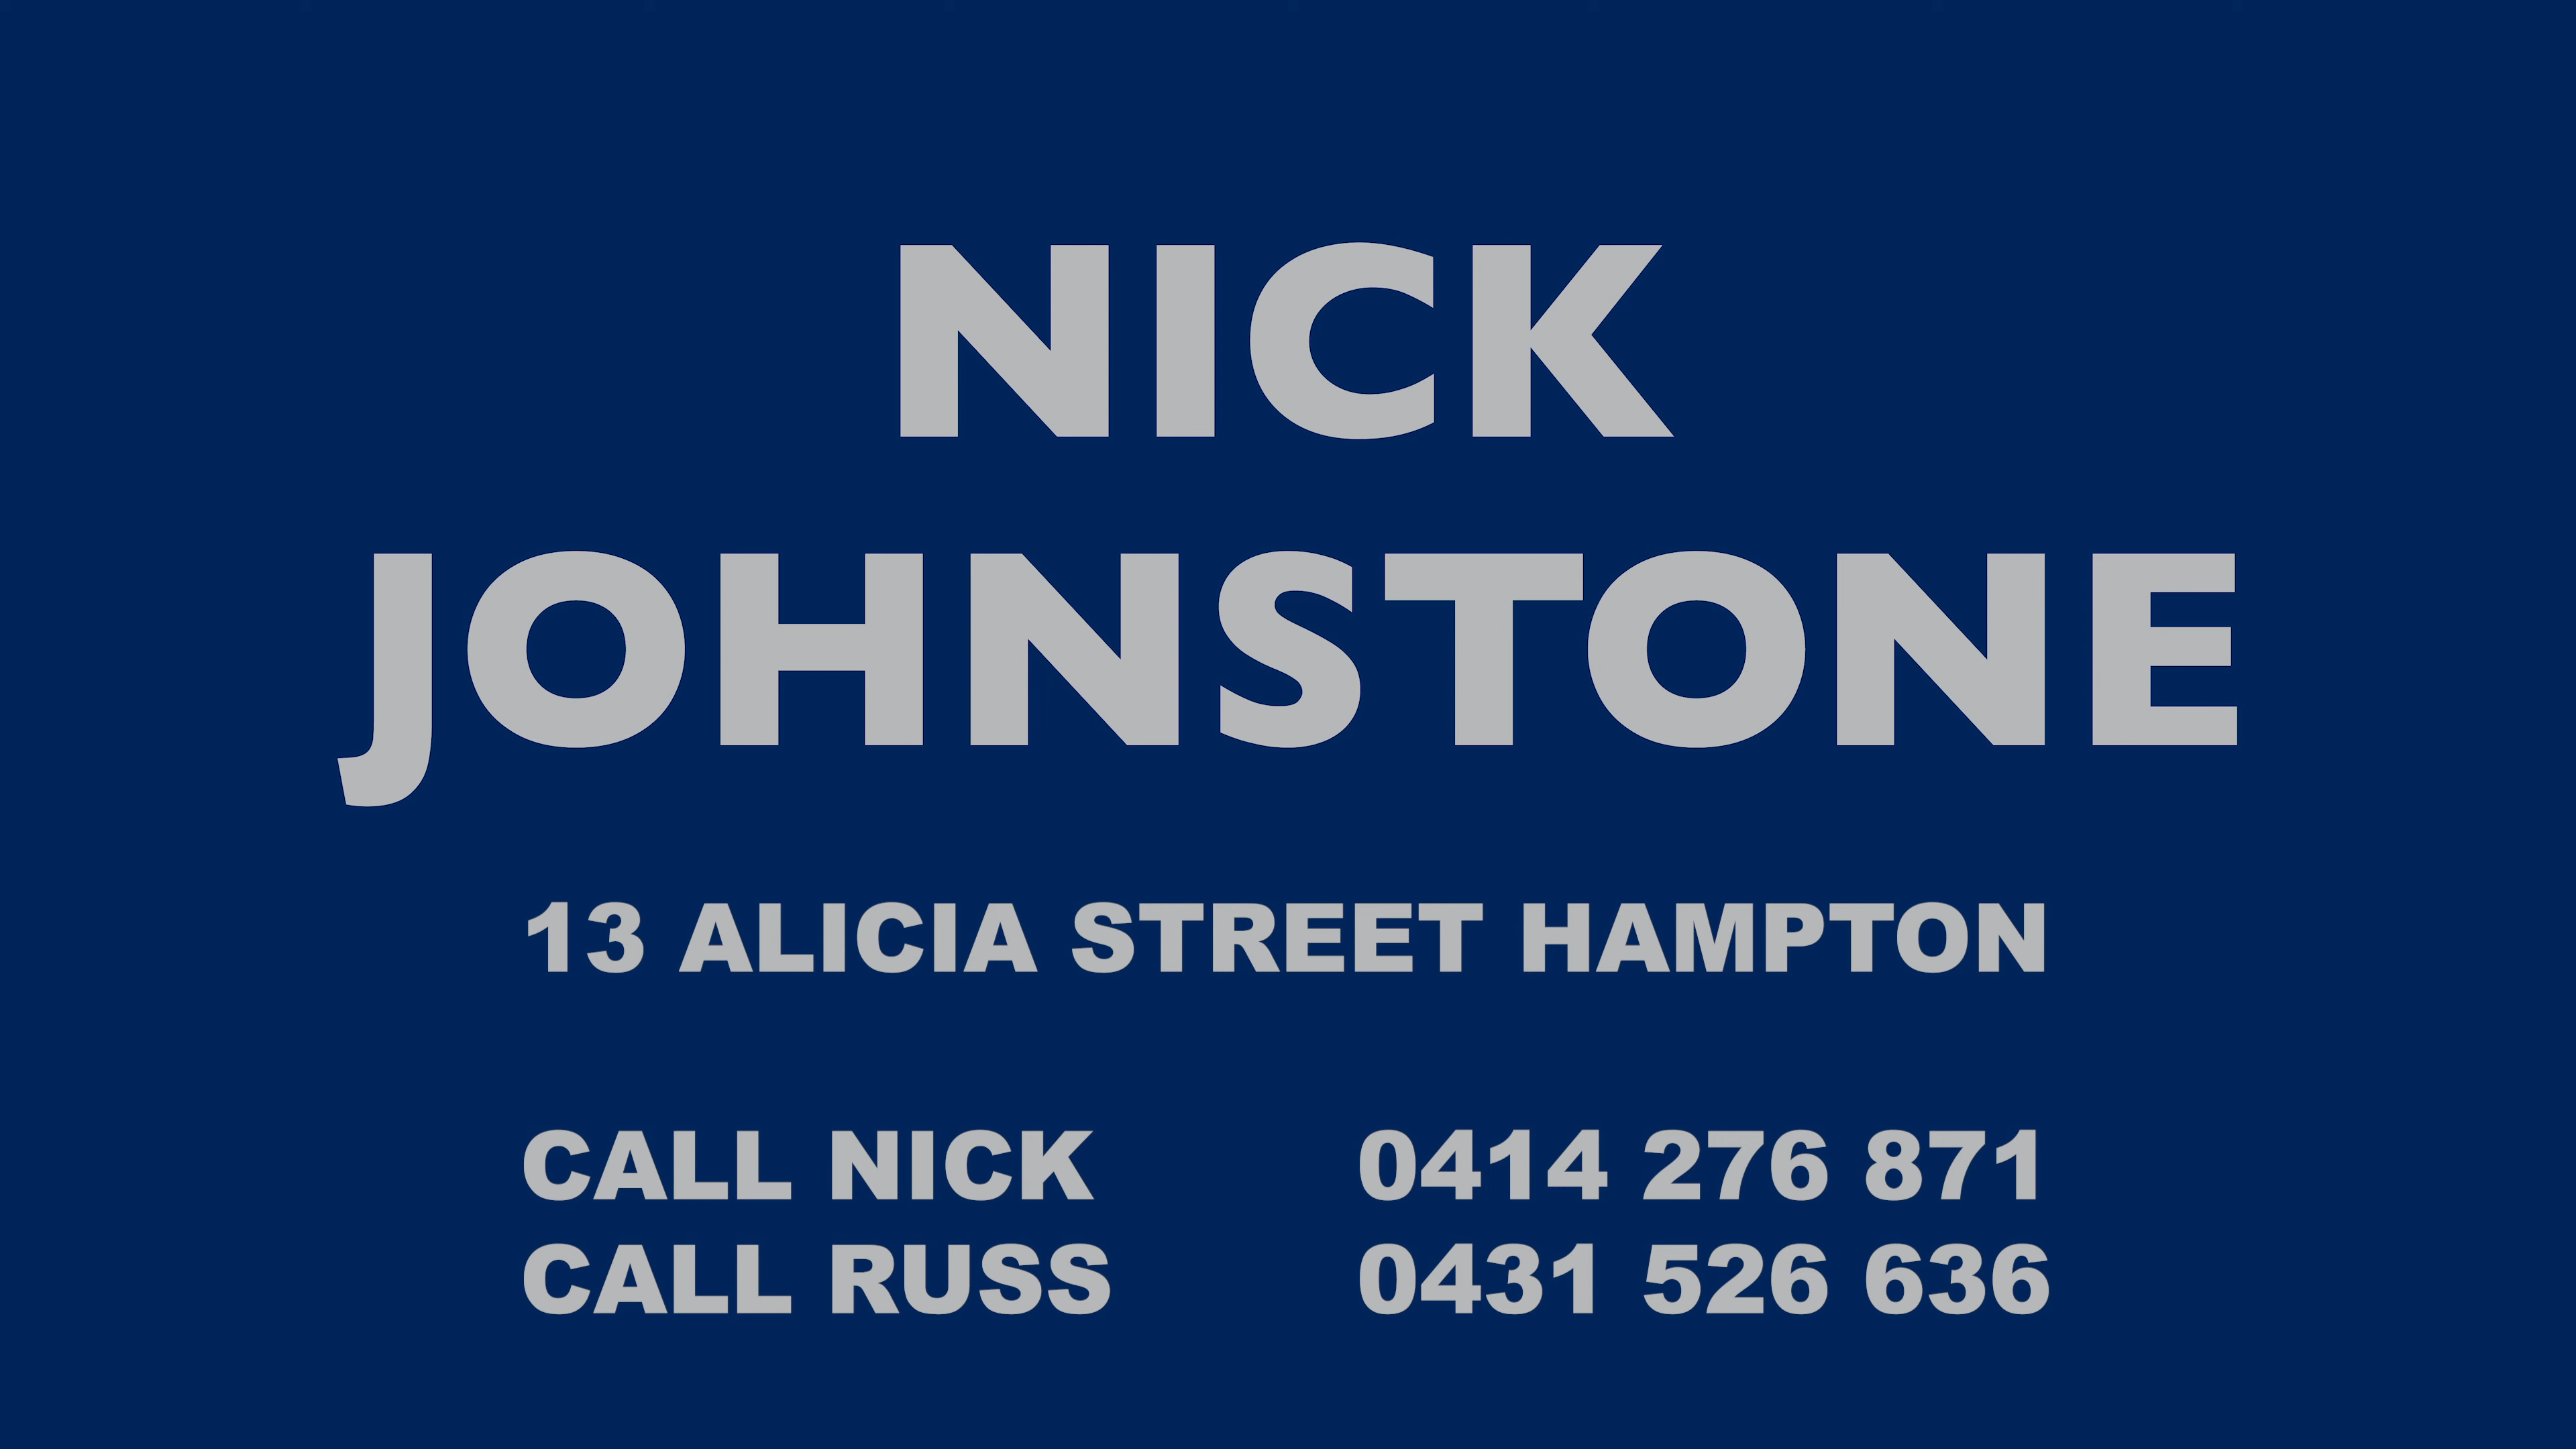 NICK
JOHNSTONE
13 ALICIA STREET HAMPTON
CALL NICK 0414 276 871
CALL RUSS 0431 526 636